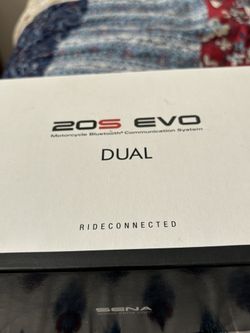 20S EVO
Motorcycle Bluetooth® Communication System
DUAL
RIDECONNECTED
SENA